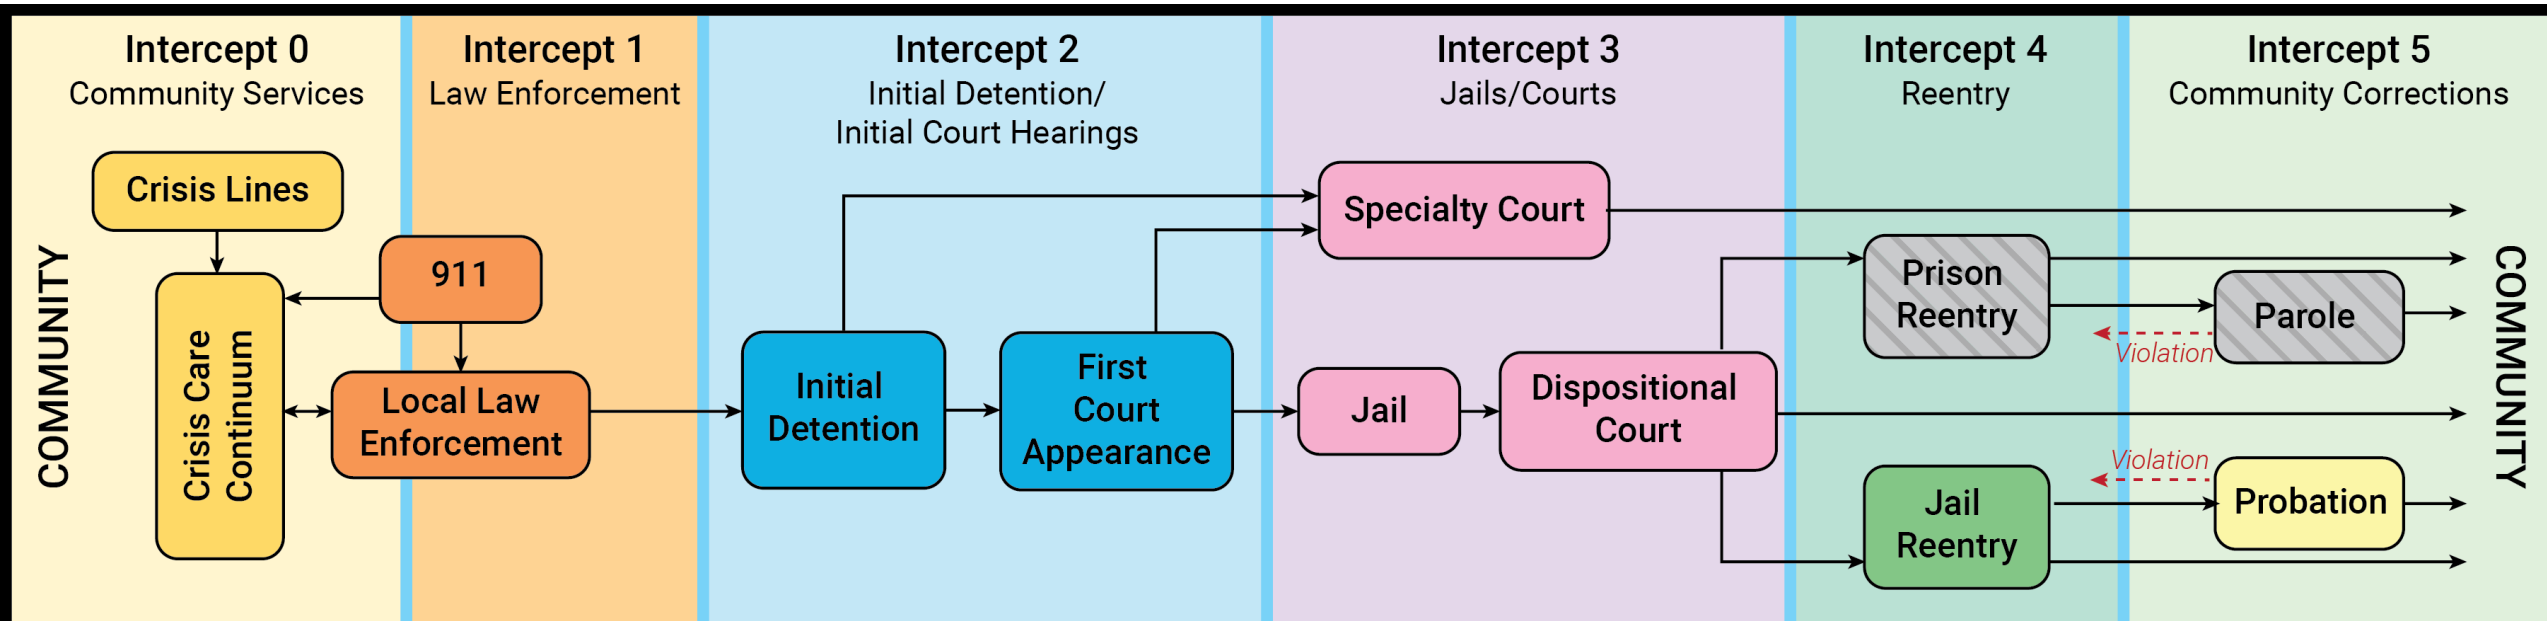 Intercept 0
Community Services
Intercept 1
Law Enforcement
Intercept 2
Initial Detention/
Initial Court Hearings
Intercept 3
Jails/Courts
Intercept 4
Reentry
Intercept 5
Community Corrections
COMMUNITY
Crisis Lines
Crisis Care
Continuum
911
Local Law
Enforcement
Initial
Detention
First
Court
Appearance
Specialty Court
Jail
Dispositional
Court
Prison
Reentry
Jail
Reentry
Parole
Violation
Violation
Probation
COMMUNITY